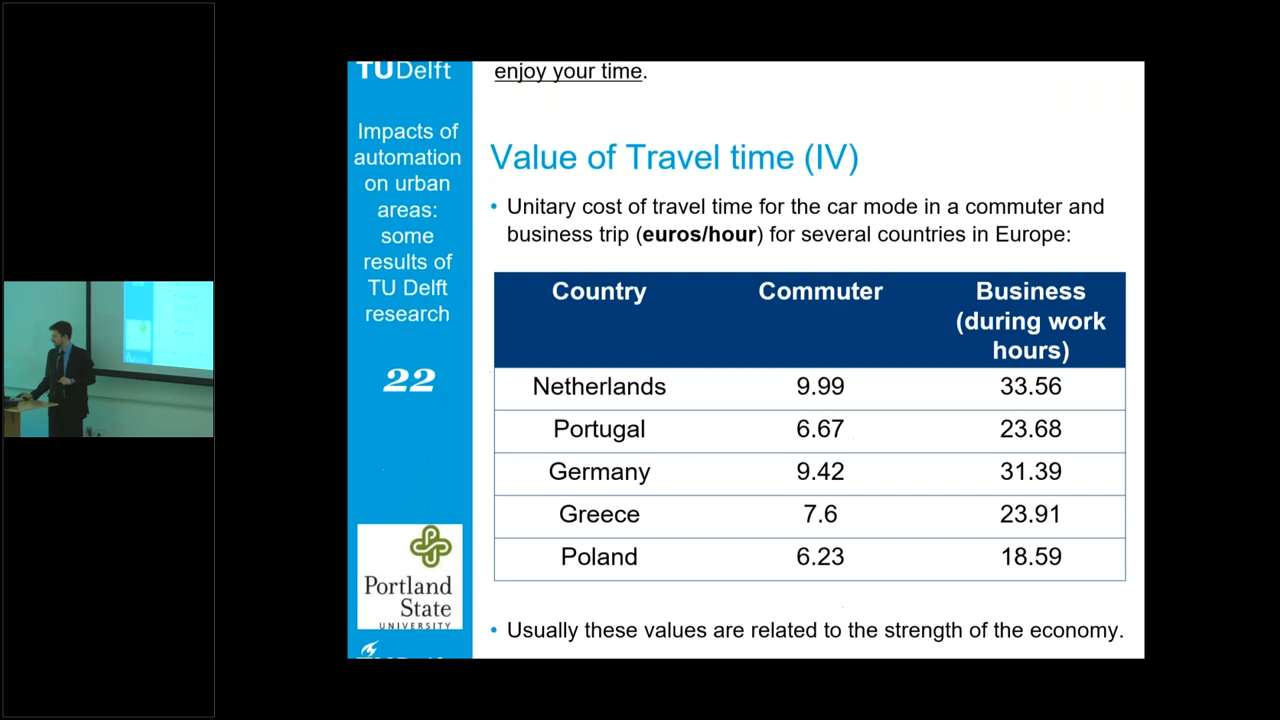 TUDelft
Impacts of
automation
on urban
areas:
some
results of
TU Delft
research
22
Portland
State
UNIVERSITY
enjoy your time.
Value of Travel time (IV)
• Unitary cost of travel time for the car mode in a commuter and
business trip (euros/hour) for several countries in Europe:
Country Commuter Business
(during work
hours)
Netherlands 9.99 33.56
Portugal 6.67 23.68
Germany 9.42 31.39
Greece 7.6 23.91
Poland 6.23 18.59
• Usually these values are related to the strength of the economy.